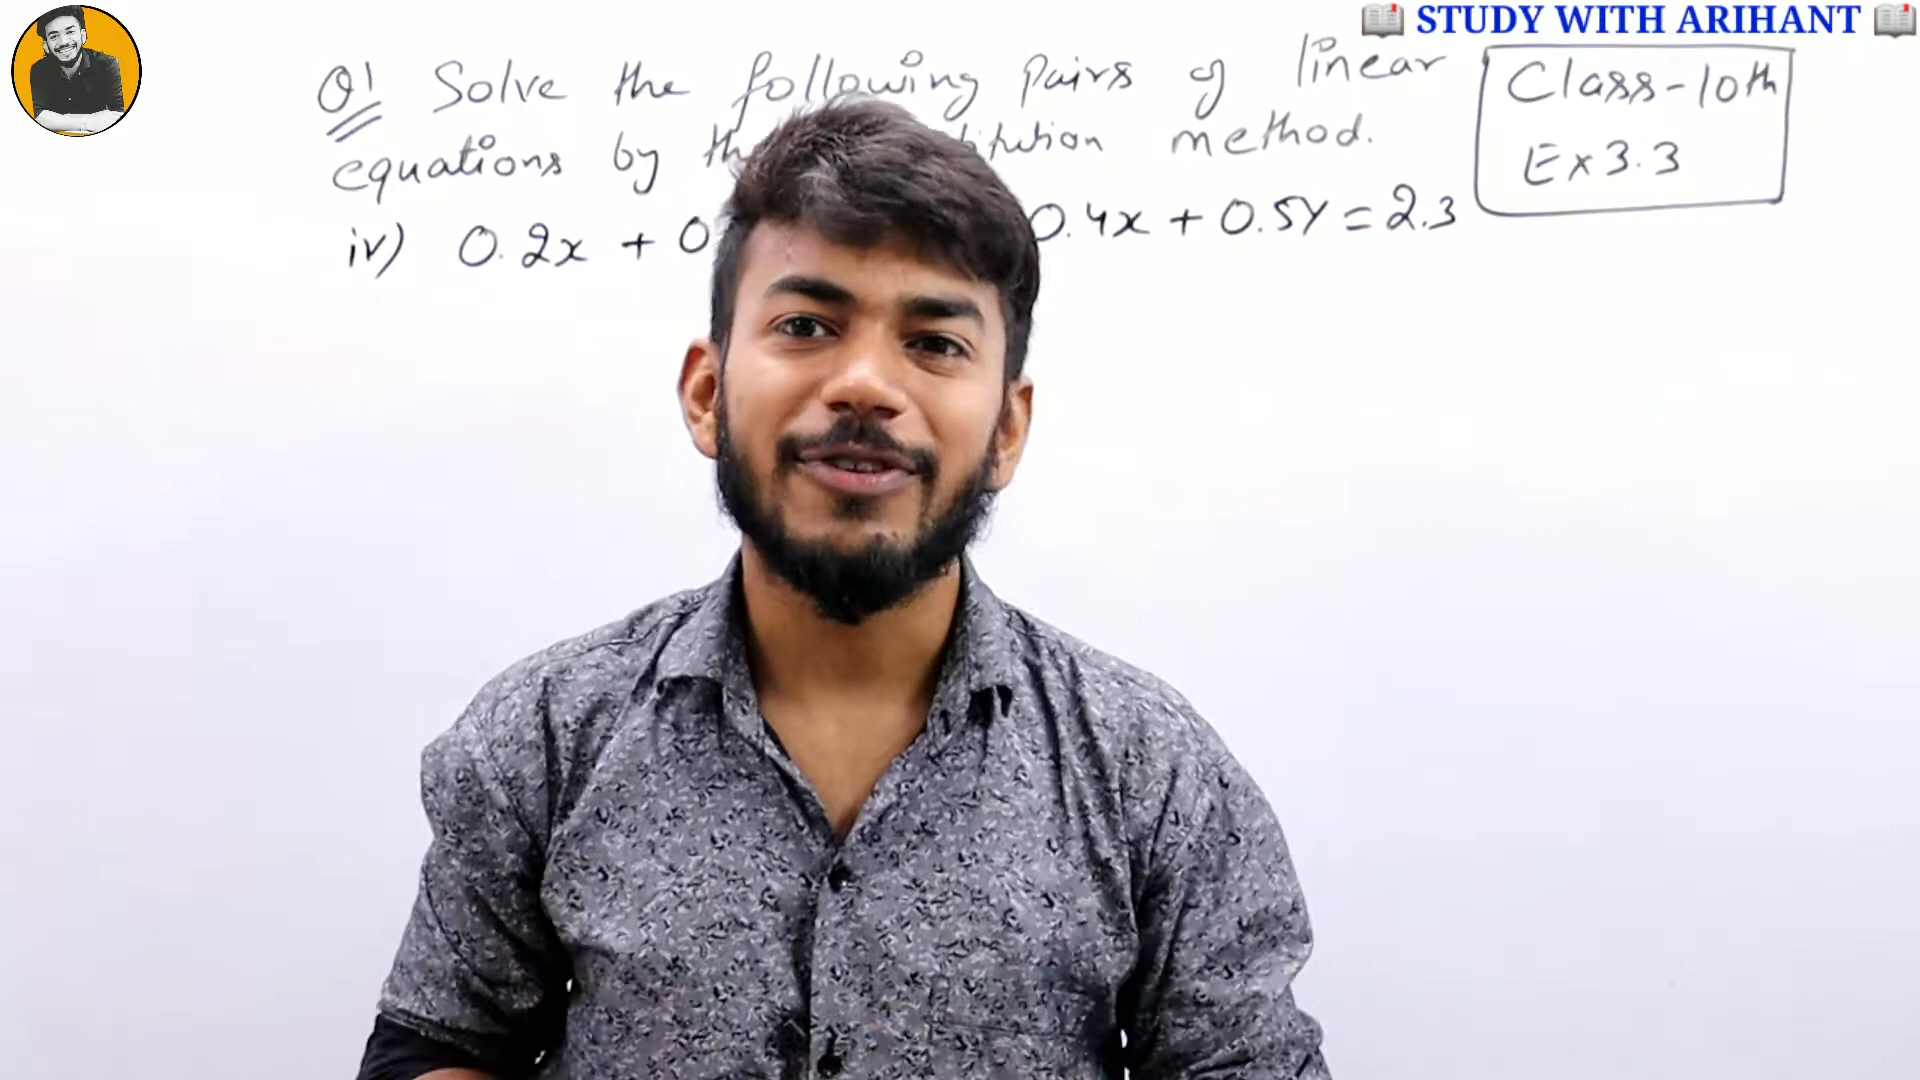 📖 STUDY WITH ARIHANT 📖
Q1 Solve the following pairs of linear
equations by method.
iv) 0.2x + 0 0.4x + 0.5y = 2.3
Class-10th
Ex 3.3